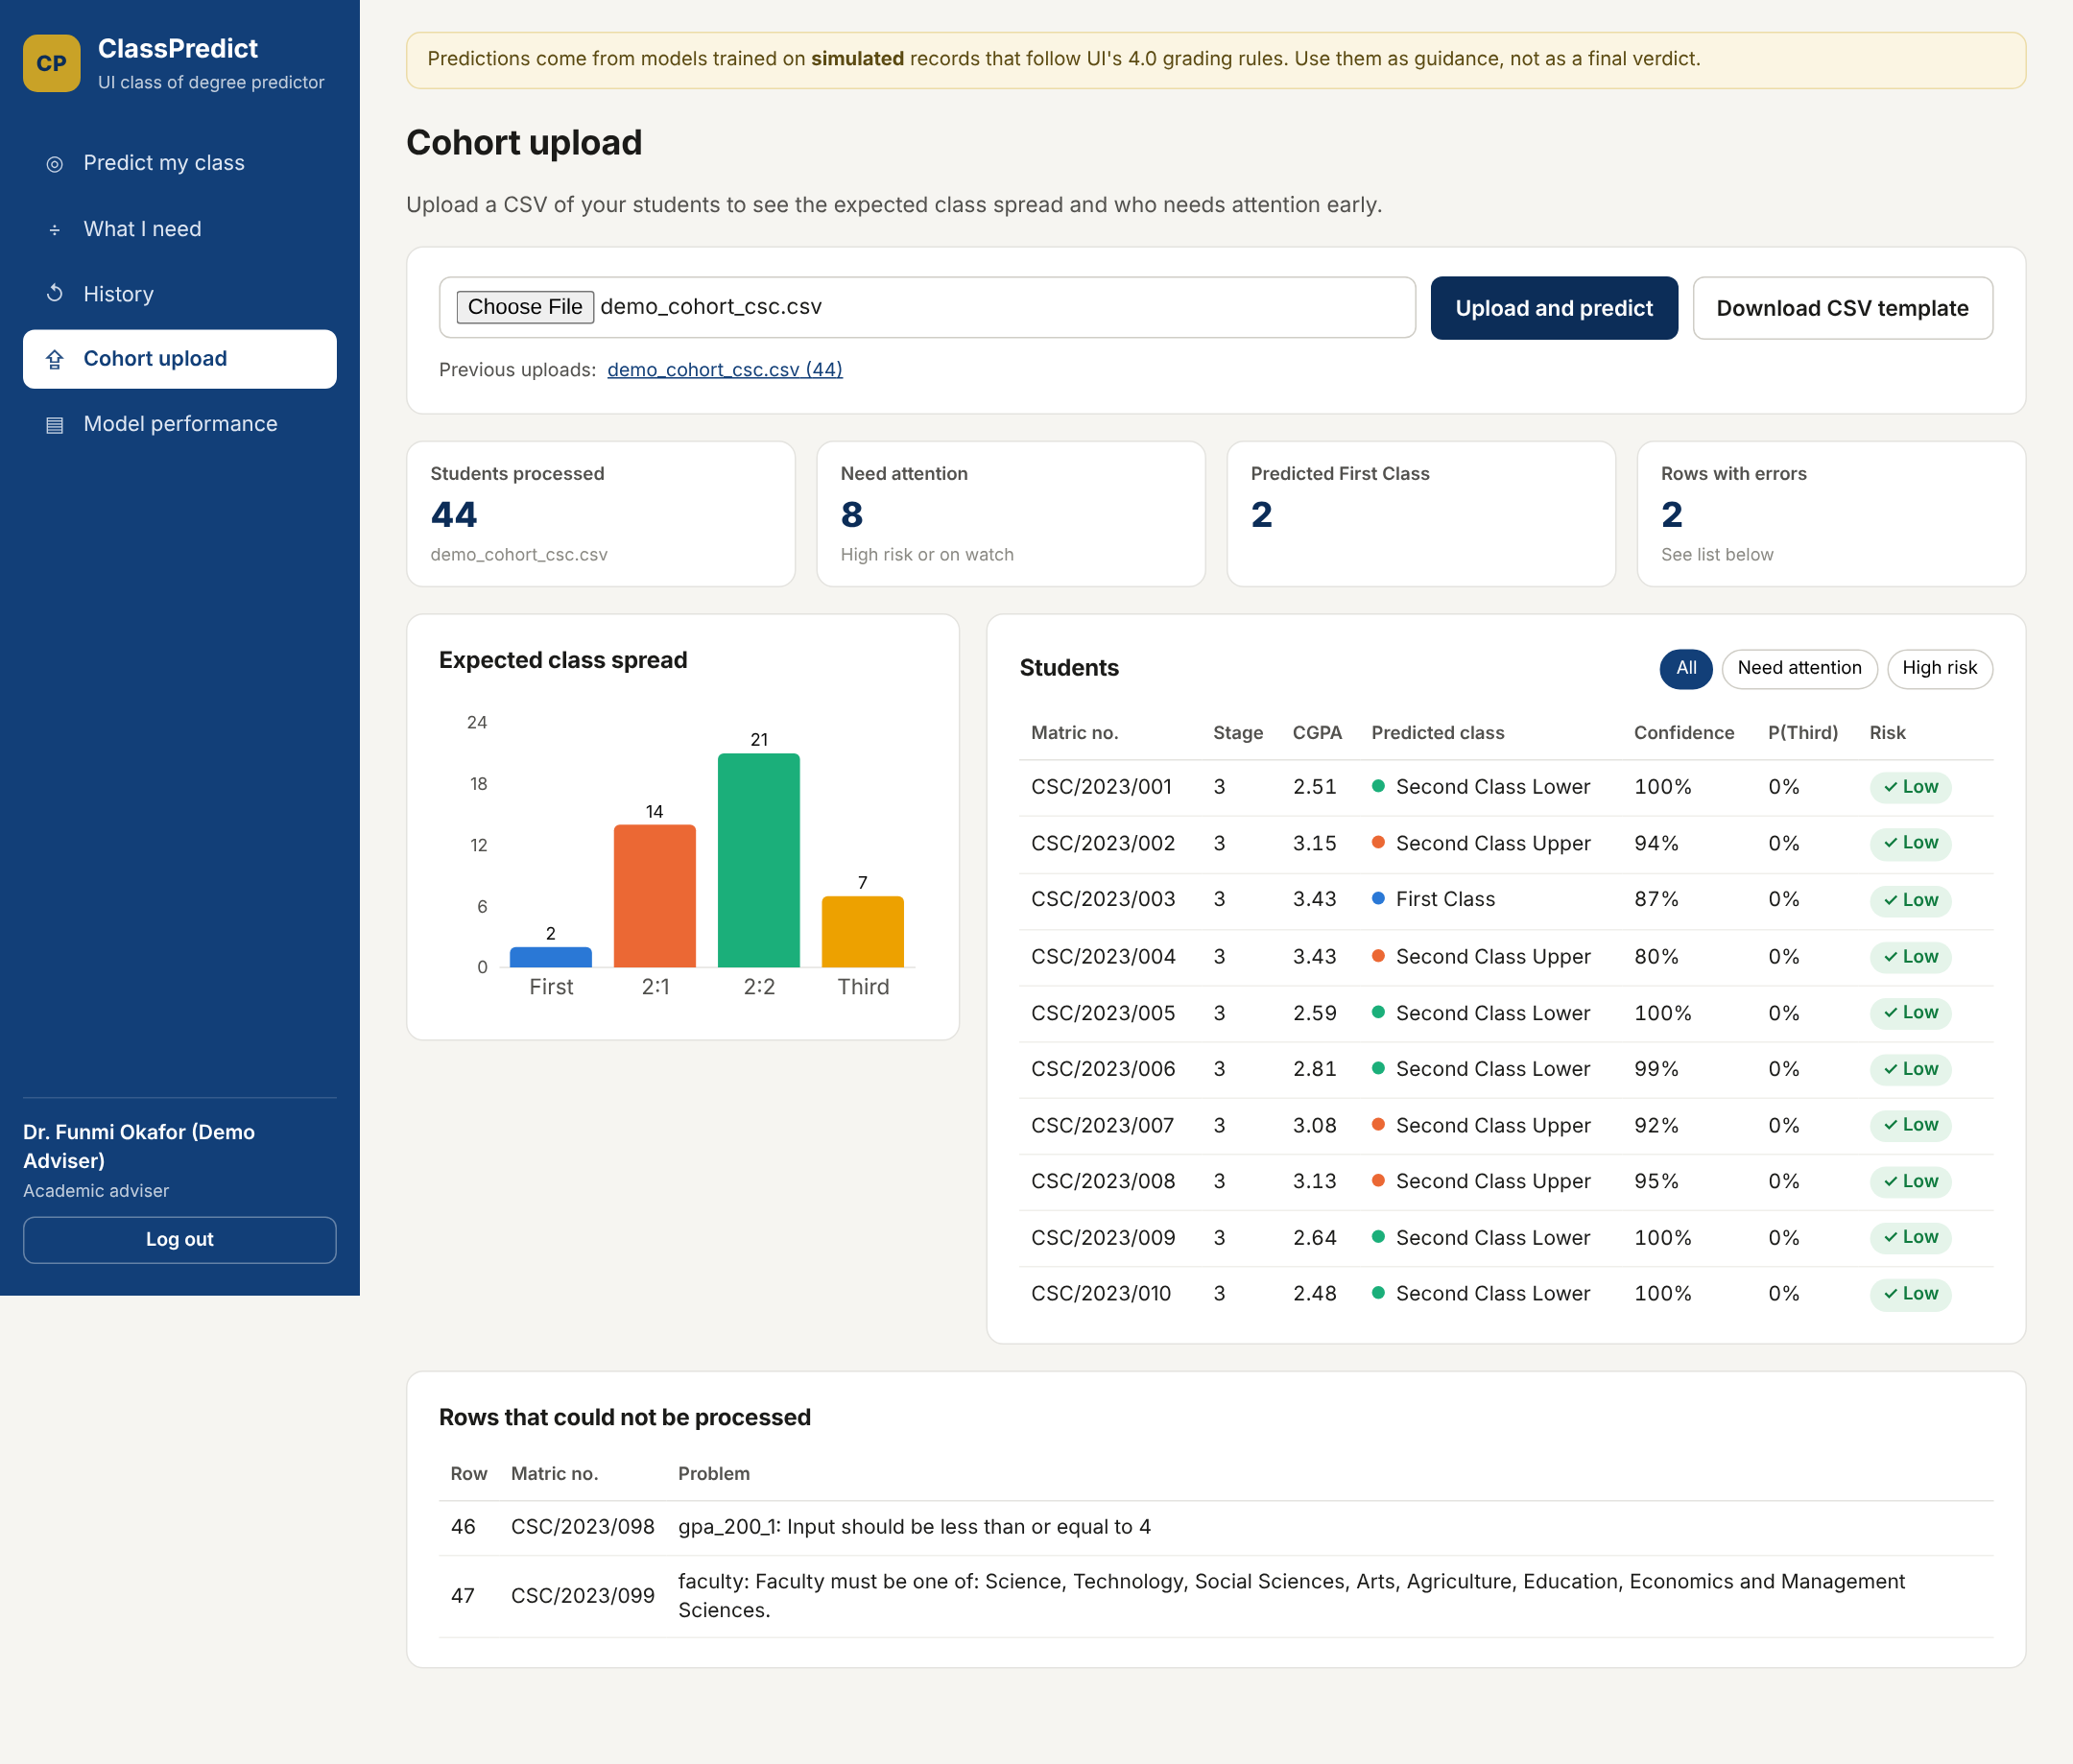 CP
ClassPredict
UI class of degree predictor
Predict my class
What I need
History
Cohort upload
Model performance
Dr. Funmi Okafor (Demo
Adviser)
Academic adviser
Log out
Predictions come from models trained on simulated records that follow UI's 4.0 grading rules. Use them as guidance, not as a final verdict.
Cohort upload
Upload a CSV of your students to see the expected class spread and who needs attention early.
Choose File demo_cohort_csc.csv
Upload and predict
Download CSV template
Previous uploads: demo_cohort_csc.csv (44)
Students processed
44
demo_cohort_csc.csv
Need attention
8
High risk or on watch
Predicted First Class
2
Rows with errors
2
See list below
Expected class spread
24
18
12
6
0
2
14
21
7
First 2:1 2:2 Third
Students
All Need attention High risk
Matric no. Stage CGPA Predicted class Confidence P(Third) Risk
CSC/2023/001 3 2.51 Second Class Lower 100% 0% ✓ Low
CSC/2023/002 3 3.15 Second Class Upper 94% 0% ✓ Low
CSC/2023/003 3 3.43 First Class 87% 0% ✓ Low
CSC/2023/004 3 3.43 Second Class Upper 80% 0% ✓ Low
CSC/2023/005 3 2.59 Second Class Lower 100% 0% ✓ Low
CSC/2023/006 3 2.81 Second Class Lower 99% 0% ✓ Low
CSC/2023/007 3 3.08 Second Class Upper 92% 0% ✓ Low
CSC/2023/008 3 3.13 Second Class Upper 95% 0% ✓ Low
CSC/2023/009 3 2.64 Second Class Lower 100% 0% ✓ Low
CSC/2023/010 3 2.48 Second Class Lower 100% 0% ✓ Low
Rows that could not be processed
Row Matric no. Problem
46 CSC/2023/098 gpa_200_1: Input should be less than or equal to 4
47 CSC/2023/099 faculty: Faculty must be one of: Science, Technology, Social Sciences, Arts, Agriculture, Education, Economics and Management
Sciences.